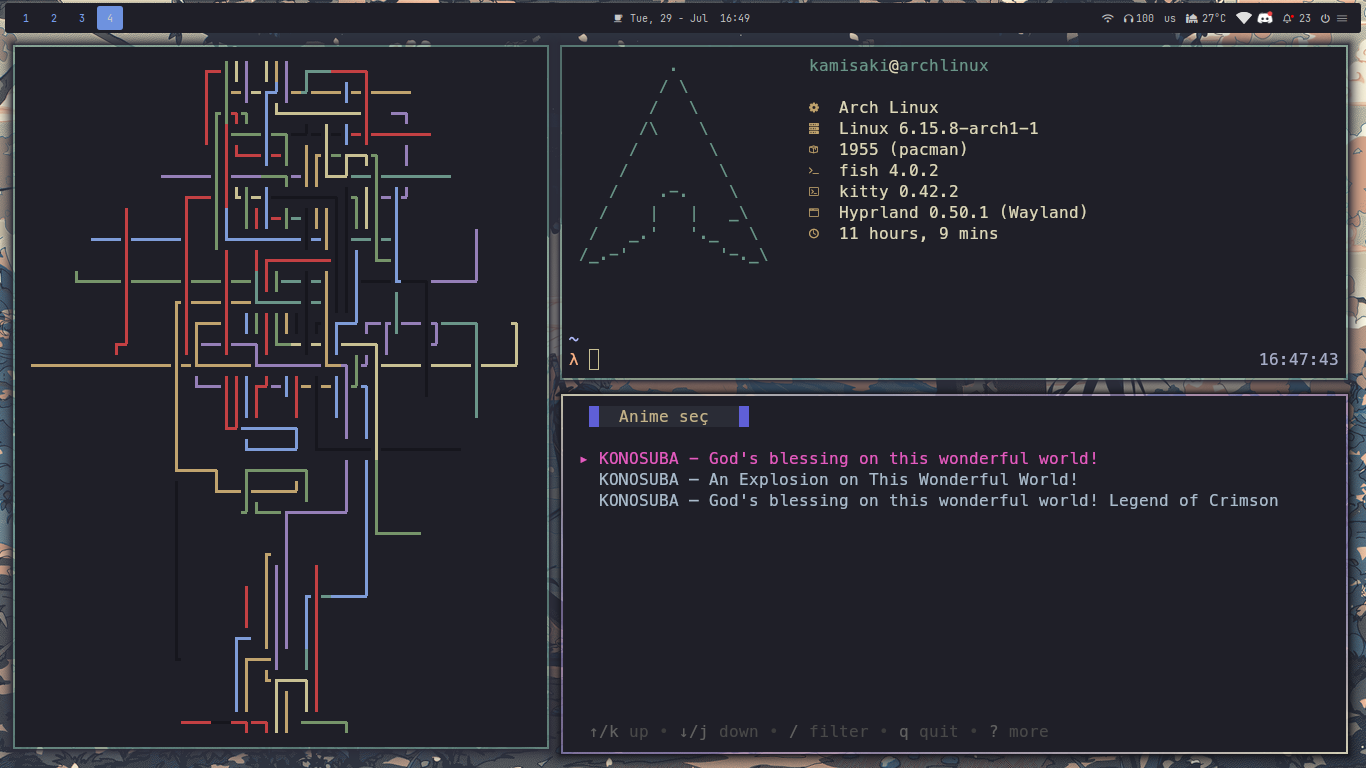 1 2 3 4
Tue, 29 - Jul 16:49
100 us 27°C 23
kamisaki@archlinux
Arch Linux
Linux 6.15.8-arch1-1
1955 (pacman)
fish 4.0.2
kitty 0.42.2
Hyprland 0.50.1 (Wayland)
11 hours, 9 mins
~
λ
16:47:43
Anime seç
▸ KONOSUBA – God's blessing on this wonderful world!
KONOSUBA – An Explosion on This Wonderful World!
KONOSUBA – God's blessing on this wonderful world! Legend of Crimson
↑/k up • ↓/j down • / filter • q quit • ? more